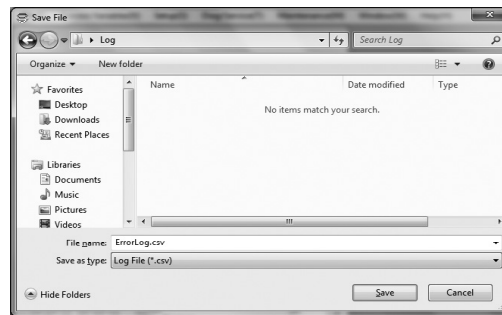 Save File
Log
Search Log
Organize
New folder
Favorites
Desktop
Downloads
Recent Places
Libraries
Documents
Music
Pictures
Videos
Name
Date modified
Type
No items match your search.
File name:
ErrorLog.csv
Save as type:
Log File (*.csv)
Hide Folders
Save
Cancel